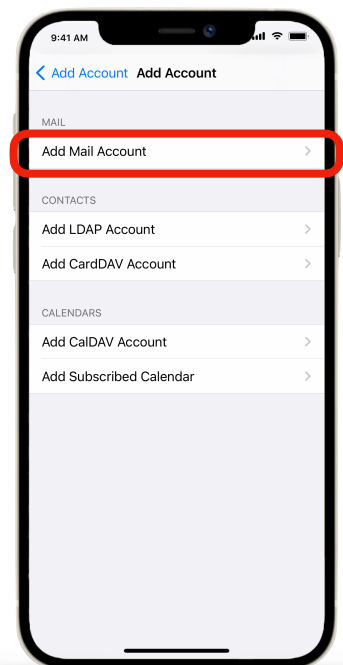 9:41 AM
Add Account Add Account
MAIL
Add Mail Account
CONTACTS
Add LDAP Account
Add CardDAV Account
CALENDARS
Add CalDAV Account
Add Subscribed Calendar